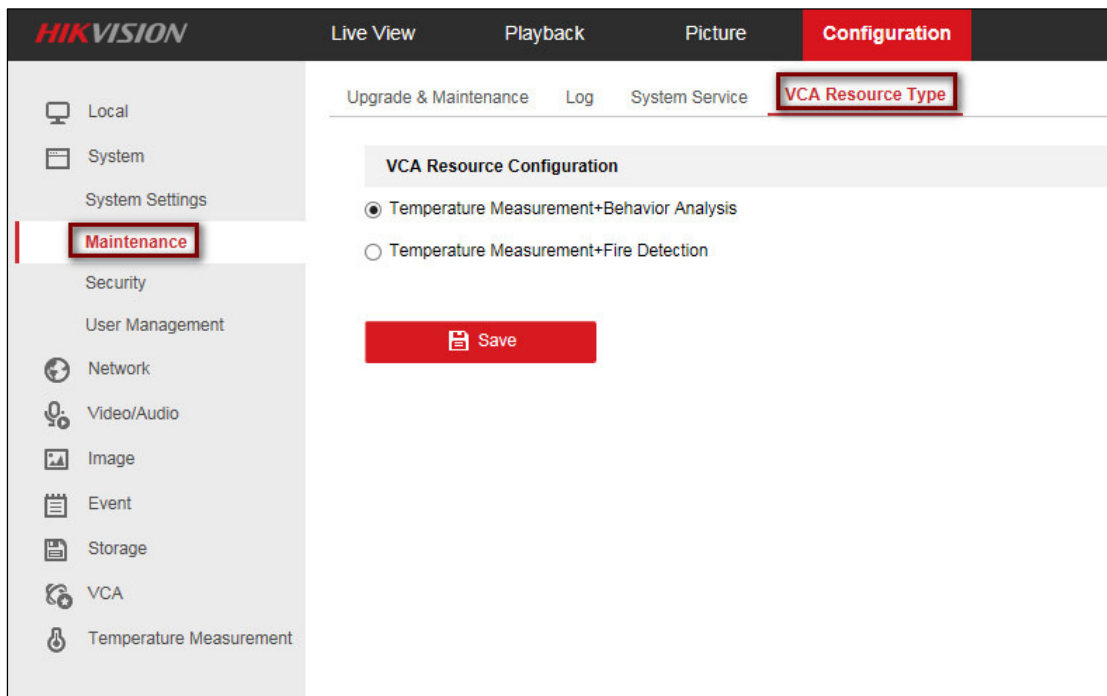 HIKVISION
Live View Playback Picture Configuration
Upgrade & Maintenance Log System Service VCA Resource Type
Local
System
System Settings
Maintenance
Security
User Management
Network
Video/Audio
Image
Event
Storage
VCA
Temperature Measurement
VCA Resource Configuration
Temperature Measurement+Behavior Analysis
Temperature Measurement+Fire Detection
Save